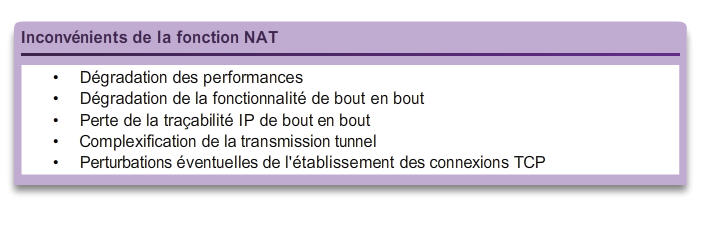 Inconvénients de la fonction NAT
• Dégradation des performances
• Dégradation de la fonctionnalité de bout en bout
• Perte de la traçabilité IP de bout en bout
• Complexification de la transmission tunnel
• Perturbations éventuelles de l'établissement des connexions TCP